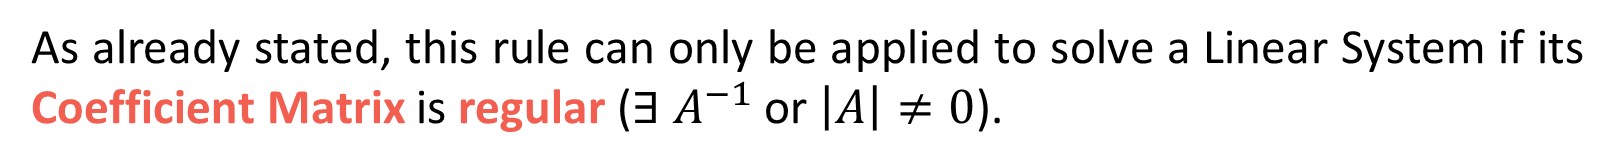 As already stated, this rule can only be applied to solve a Linear System if its
Coefficient Matrix is regular (∃ A⁻¹ or |A| ≠ 0).